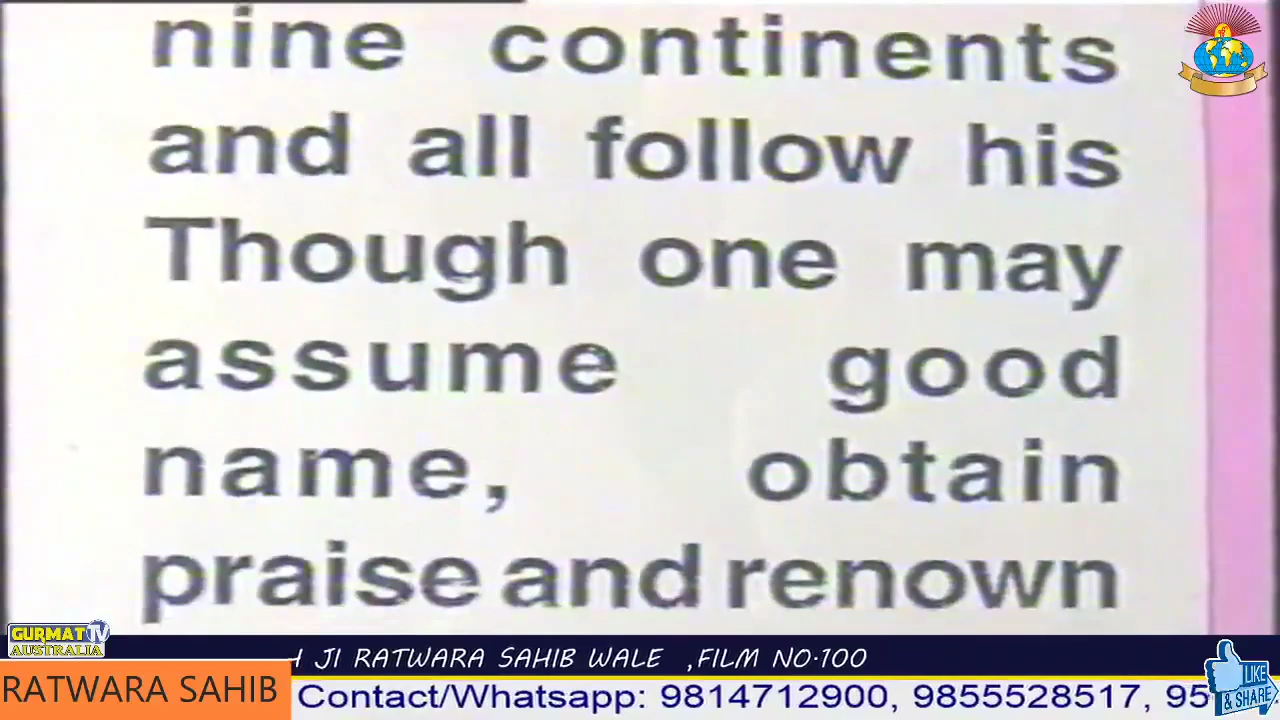 nine continents
and all follow his
Though one may
assume good
name, obtain
praise and renown
GURMAT TV
AUSTRALIA
JI RATWARA SAHIB WALE ,FILM NO.100
RATWARA SAHIB
Contact/Whatsapp: 9814712900, 9855528517, 95
LIKE
& SHARE